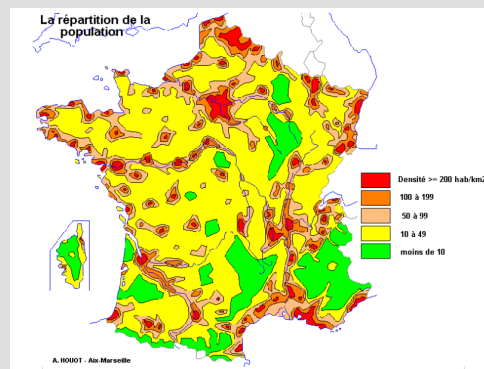 La répartition de la
population
Densité >= 200 hab/km2
100 à 199
50 à 99
10 à 49
moins de 10
A. HOUOT - Aix-Marseille